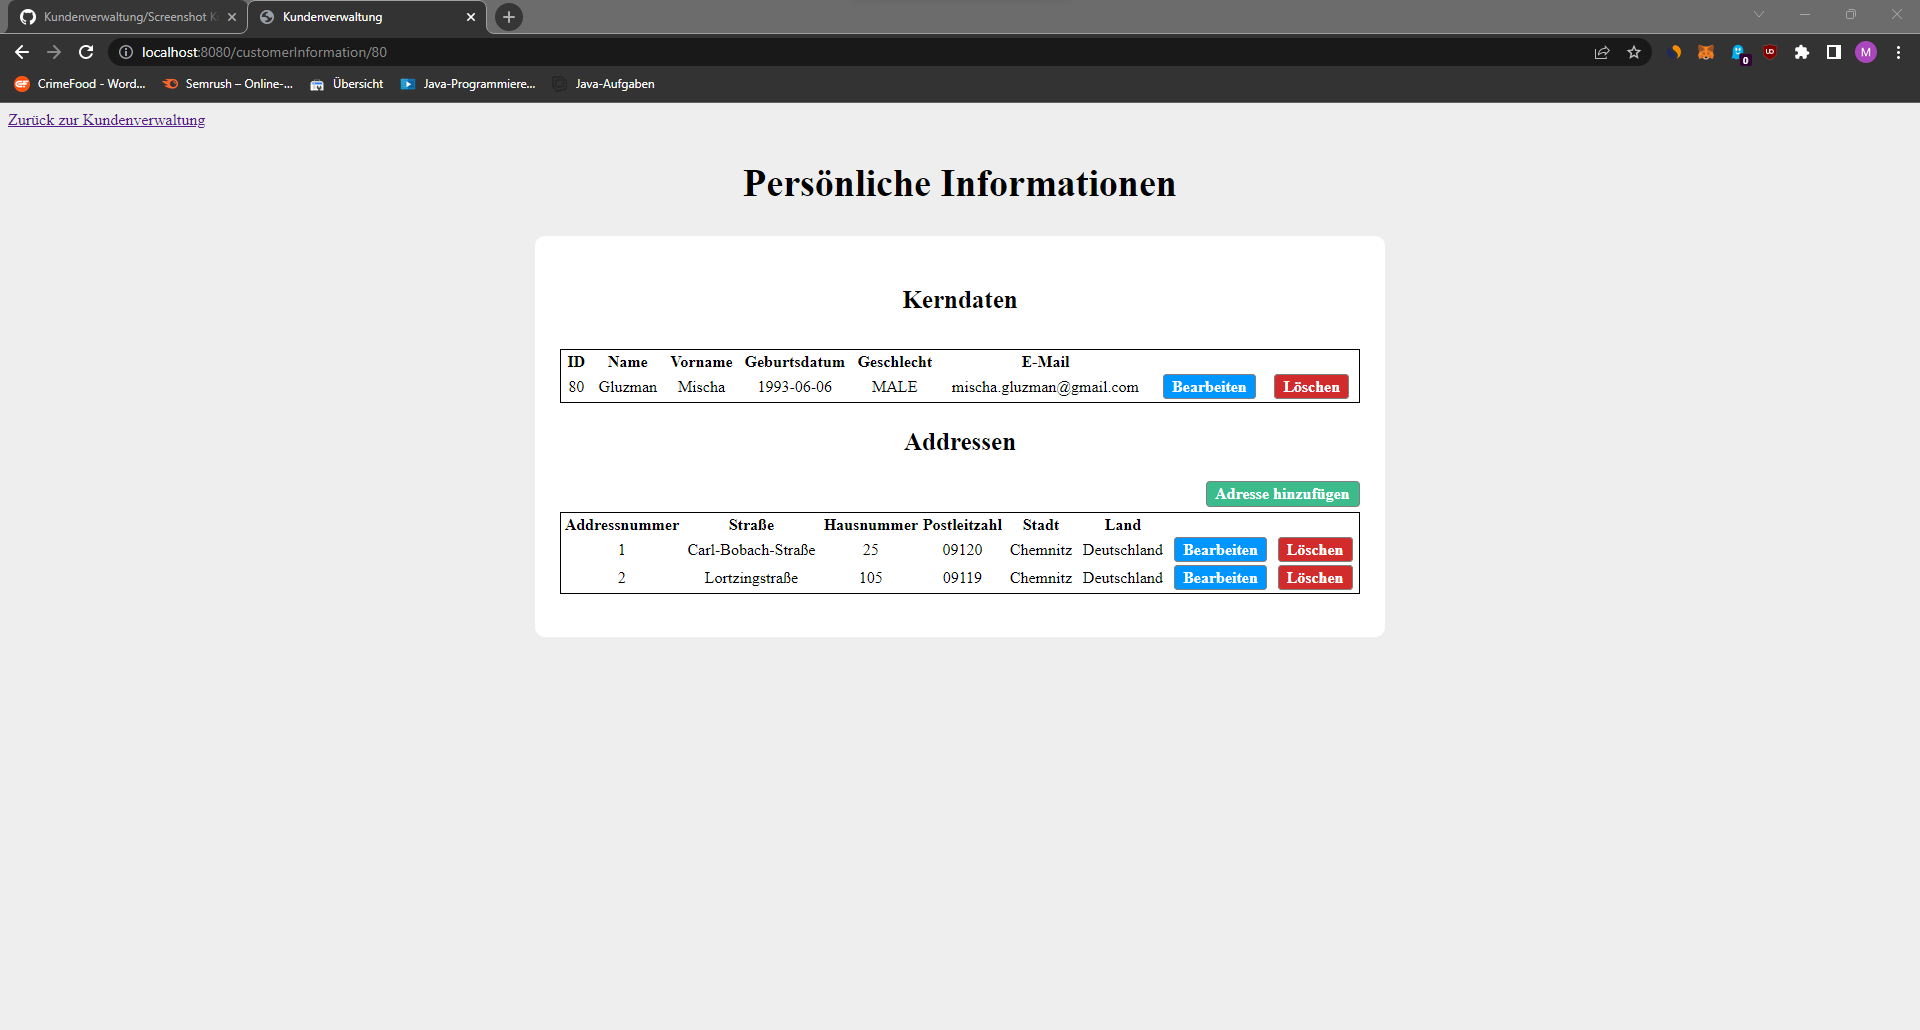 Kundenverwaltung/Screenshot K
Kundenverwaltung
localhost:8080/customerInformation/80
0
UD
M
CrimeFood - Word...
Semrush – Online-...
Übersicht
Java-Programmiere...
Java-Aufgaben
Zurück zur Kundenverwaltung
Persönliche Informationen
Kerndaten
ID Name Vorname Geburtsdatum Geschlecht E-Mail
80 Gluzman Mischa 1993-06-06 MALE mischa.gluzman@gmail.com Bearbeiten Löschen
Addressen
Adresse hinzufügen
Addressnummer Straße Hausnummer Postleitzahl Stadt Land
1 Carl-Bobach-Straße 25 09120 Chemnitz Deutschland Bearbeiten Löschen
2 Lortzingstraße 105 09119 Chemnitz Deutschland Bearbeiten Löschen